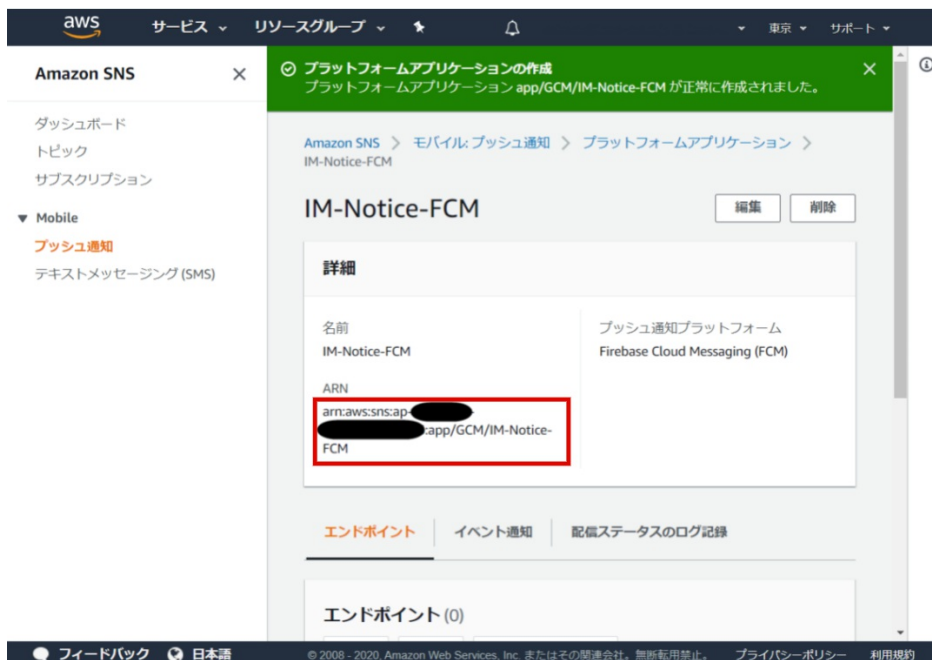 aws サービス リソースグループ 東京 サポート
Amazon SNS
ダッシュボード
トピック
サブスクリプション
Mobile
プッシュ通知
テキストメッセージング (SMS)
プラットフォームアプリケーションの作成
プラットフォームアプリケーション app/GCM/IM-Notice-FCM が正常に作成されました。
Amazon SNS > モバイル: プッシュ通知 > プラットフォームアプリケーション >
IM-Notice-FCM
IM-Notice-FCM 編集 削除
詳細
名前
IM-Notice-FCM
ARN
arn:aws:sns:ap- -
:app/GCM/IM-Notice-
FCM
プッシュ通知プラットフォーム
Firebase Cloud Messaging (FCM)
エンドポイント イベント通知 配信ステータスのログ記録
エンドポイント (0)
フィードバック 日本語 © 2008 - 2020, Amazon Web Services, Inc. またはその関連会社。無断転用禁止。 プライバシーポリシー 利用規約